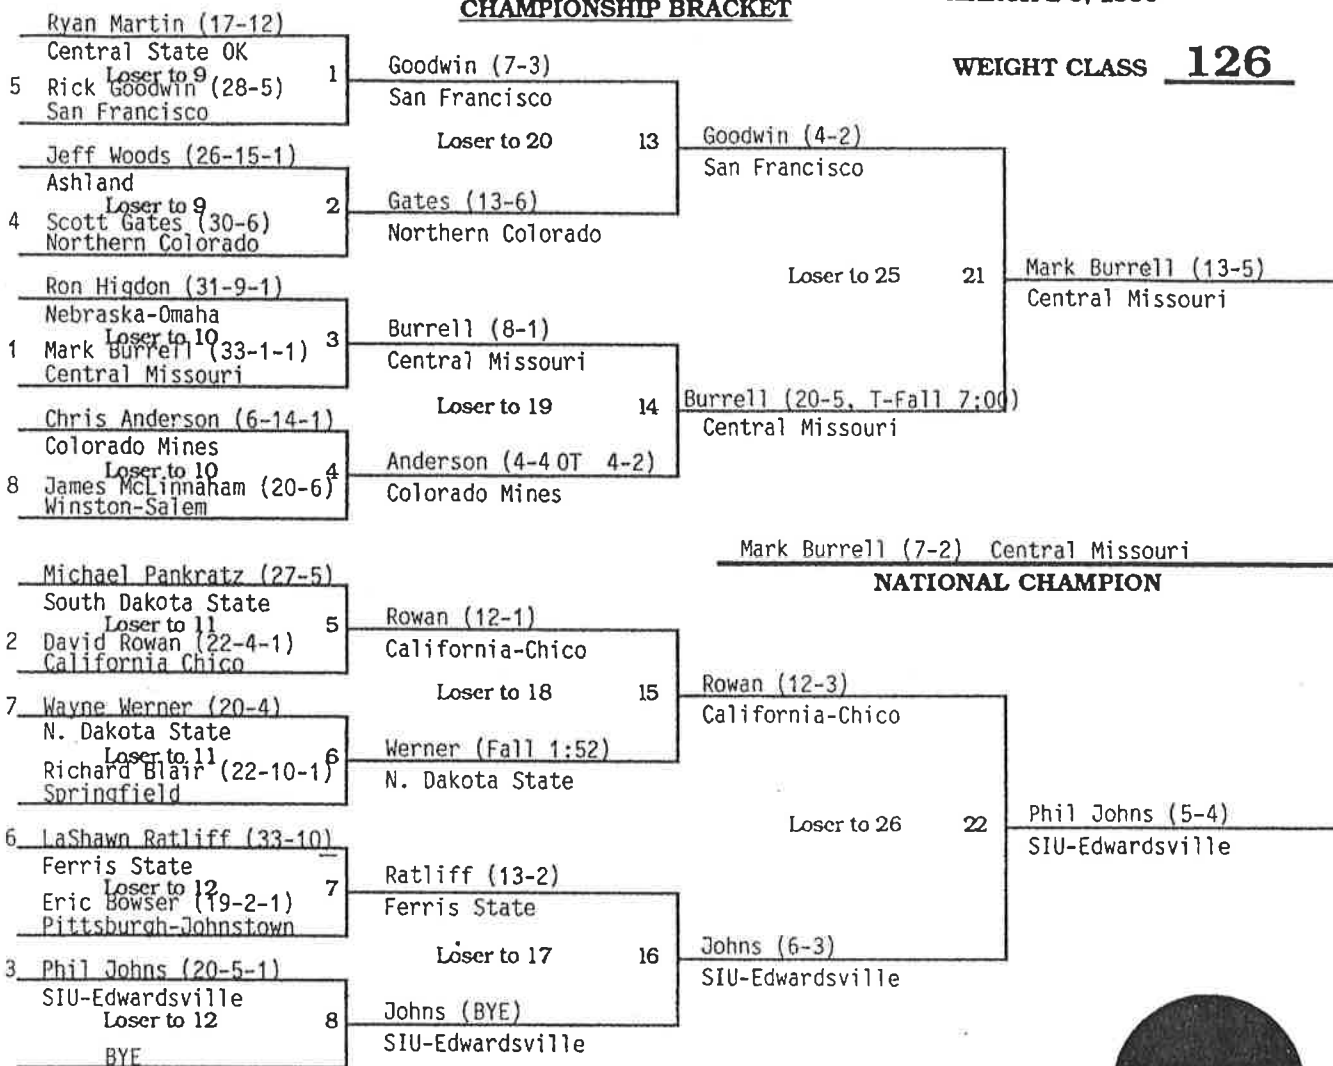 CHAMPIONSHIP BRACKET
WEIGHT CLASS 126
Ryan Martin (17-12)
Central State OK
Loser to 9
1
5 Rick Goodwin (28-5)
San Francisco
Goodwin (7-3)
San Francisco
Jeff Woods (26-15-1)
Ashland
Loser to 9
2
4 Scott Gates (30-6)
Northern Colorado
Loser to 20
13
Gates (13-6)
Northern Colorado
Goodwin (4-2)
San Francisco
Ron Higdon (31-9-1)
Nebraska-Omaha
Loser to 10
3
1 Mark Burrell (33-1-1)
Central Missouri
Burrell (8-1)
Central Missouri
Loser to 25
21
Mark Burrell (13-5)
Central Missouri
Chris Anderson (6-14-1)
Colorado Mines
Loser to 10
4
8 James McLinnaham (20-6)
Winston-Salem
Loser to 19
14
Anderson (4-4 OT 4-2)
Colorado Mines
Burrell (20-5, T-Fall 7:00)
Central Missouri
Mark Burrell (7-2) Central Missouri
NATIONAL CHAMPION
Michael Pankratz (27-5)
South Dakota State
Loser to 11
5
2 David Rowan (22-4-1)
California Chico
Rowan (12-1)
California-Chico
7 Wayne Werner (20-4)
N. Dakota State
Loser to 11
6
Richard Blair (22-10-1)
Springfield
Loser to 18
15
Werner (Fall 1:52)
N. Dakota State
Rowan (12-3)
California-Chico
6 LaShawn Ratliff (33-10)
Ferris State
Loser to 12
7
Eric Bowser (19-2-1)
Pittsburgh-Johnstown
Ratliff (13-2)
Ferris State
Loser to 26
22
Phil Johns (5-4)
SIU-Edwardsville
3 Phil Johns (20-5-1)
SIU-Edwardsville
Loser to 12
8
BYE
Loser to 17
16
Johns (BYE)
SIU-Edwardsville
Johns (6-3)
SIU-Edwardsville